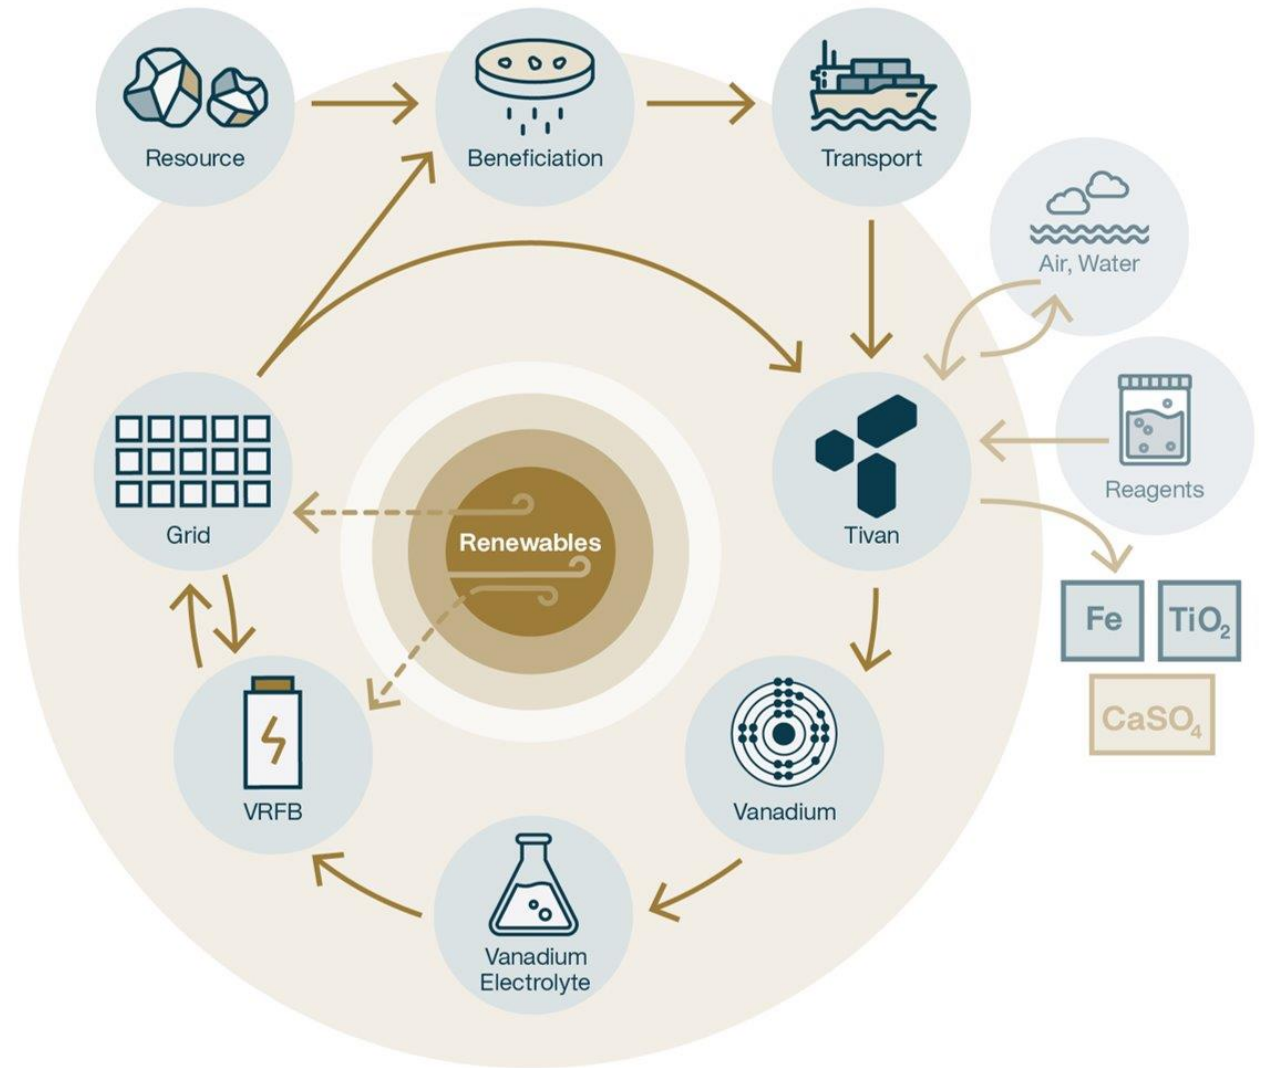 Resource
Beneficiation
Transport
Air, Water
Reagents
Grid
Renewables
Tivan
Fe
TiO₂
CaSO₄
VRFB
Vanadium
Vanadium
Electrolyte